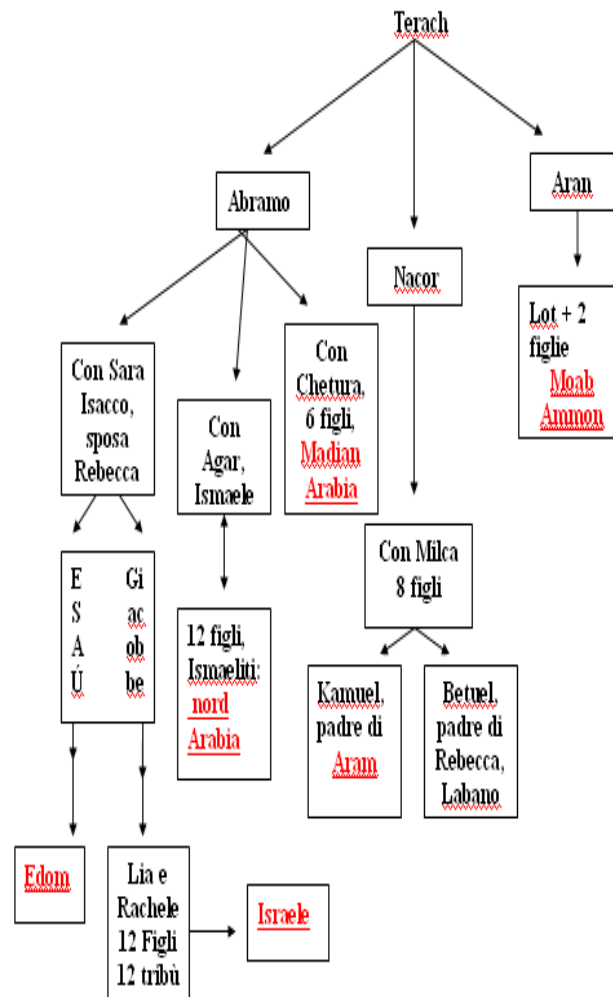 Terach
Abramo
Nacor
Aran
Con Sara
Isacco,
sposa
Rebecca
Con
Agar,
Ismaele
Con
Chetura,
6 figli,
Madian
Arabia
Lot + 2
figlie
Moab
Ammon
Con Milca
8 figli
E Gi
S ac
A ob
Ú be
12 figli,
Ismaeliti:
nord
Arabia
Kamuel,
padre di
Aram
Betuel,
padre di
Rebecca,
Labano
Edom
Lia e
Rachele
12 Figli
12 tribù
Israele